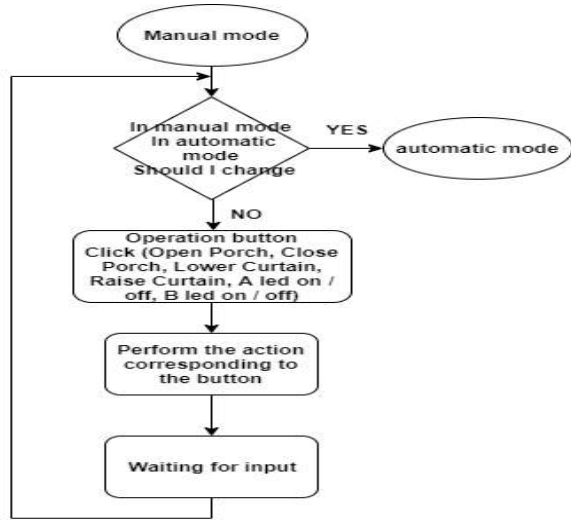 Manual mode
In manual mode
In automatic
mode
Should I change
YES
automatic mode
NO
Operation button
Click (Open Porch, Close
Porch, Lower Curtain,
Raise Curtain, A led on /
off, B led on / off)
Perform the action
corresponding to
the button
Waiting for input